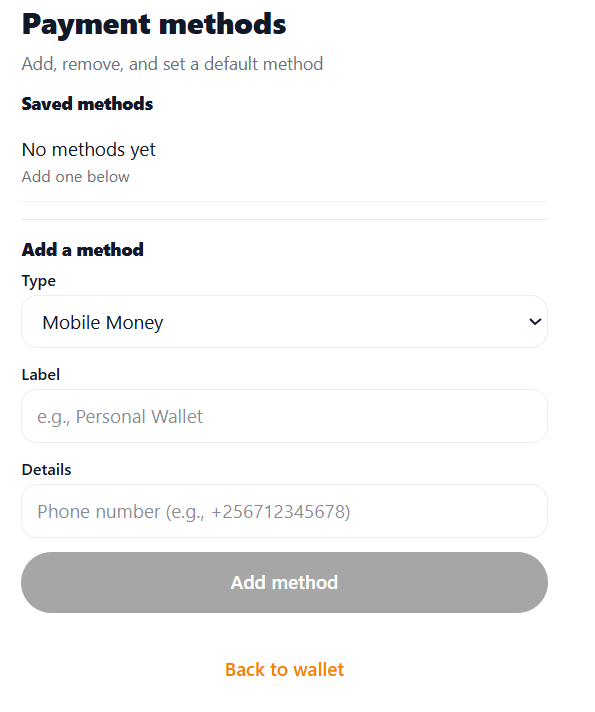 Payment methods
Add, remove, and set a default method
Saved methods
No methods yet
Add one below
Add a method
Type
Mobile Money
Label
e.g., Personal Wallet
Details
Phone number (e.g., +256712345678)
Add method
Back to wallet